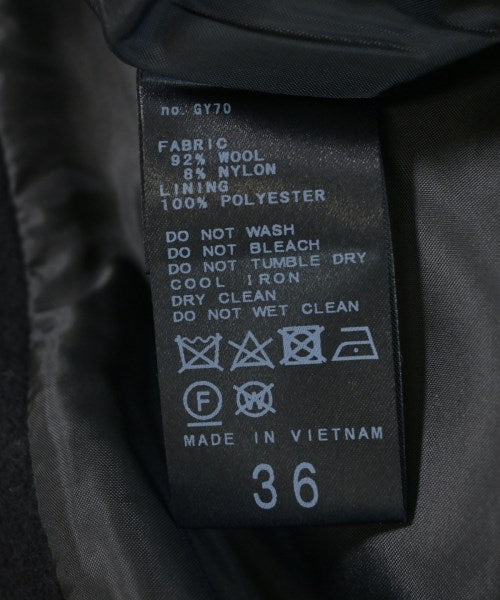 no. GY70
FABRIC
92% WOOL
8% NYLON
LINING
100% POLYESTER
DO NOT WASH
DO NOT BLEACH
DO NOT TUMBLE DRY
COOL IRON
DRY CLEAN
DO NOT WET CLEAN
F W
MADE IN VIETNAM
36